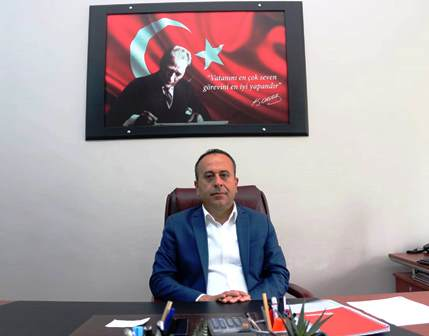 "Vatanını en çok seven
görevini en iyi yapandır"